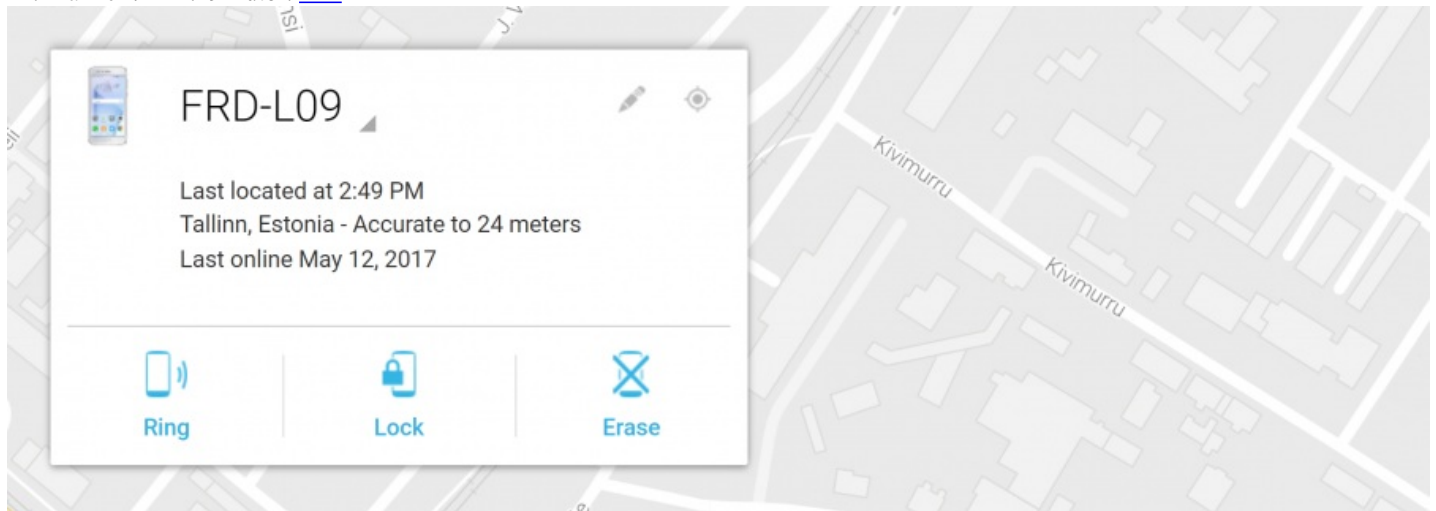 nsi
J. V
FRD-L09
Last located at 2:49 PM
Tallinn, Estonia - Accurate to 24 meters
Last online May 12, 2017
Ring
Lock
Erase
Kivimurru
Kivimurru